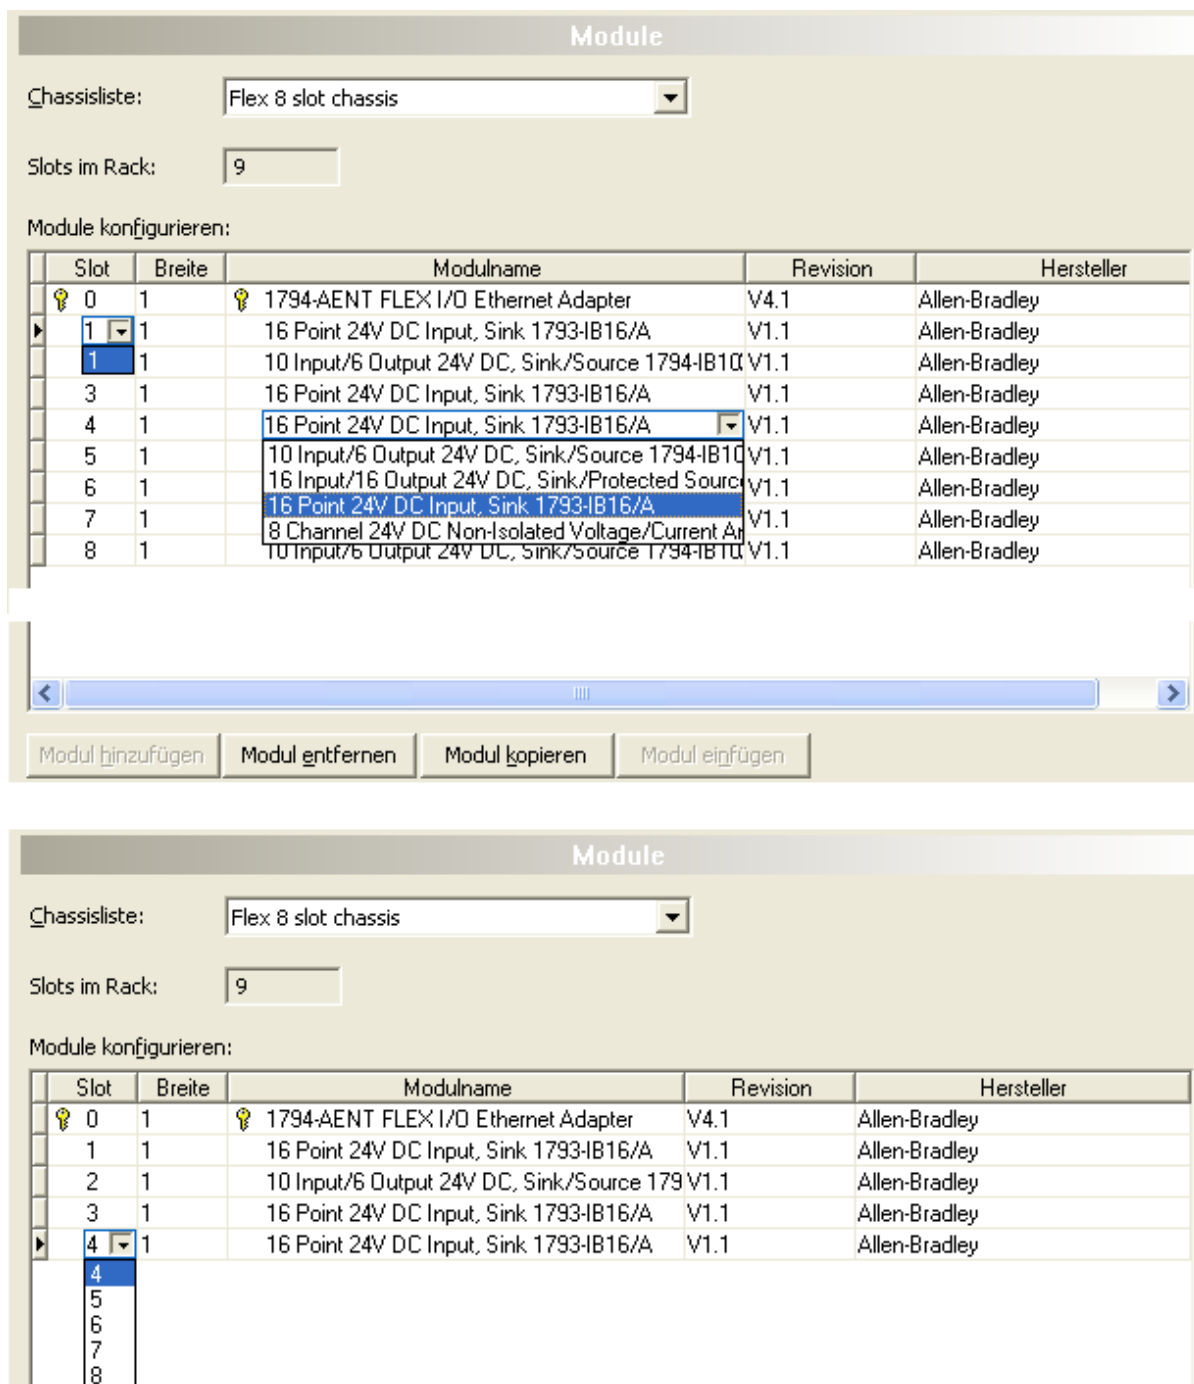 Module
Chassisliste: Flex 8 slot chassis
Slots im Rack: 9
Module konfigurieren:
Slot Breite Modulname Revision Hersteller
0 1 1794-AENT FLEX I/O Ethernet Adapter V4.1 Allen-Bradley
1 1 16 Point 24V DC Input, Sink 1793-IB16/A V1.1 Allen-Bradley
1 1 10 Input/6 Output 24V DC, Sink/Source 1794-IB10 V1.1 Allen-Bradley
3 1 16 Point 24V DC Input, Sink 1793-IB16/A V1.1 Allen-Bradley
4 1 16 Point 24V DC Input, Sink 1793-IB16/A V1.1 Allen-Bradley
5 1 10 Input/6 Output 24V DC, Sink/Source 1794-IB10 V1.1 Allen-Bradley
6 1 16 Input/16 Output 24V DC, Sink/Protected Sourc V1.1 Allen-Bradley
16 Point 24V DC Input, Sink 1793-IB16/A
7 1 8 Channel 24V DC Non-Isolated Voltage/Current An V1.1 Allen-Bradley
8 1 10 Input/6 Output 24V DC, Sink/Source 1794-IB10 V1.1 Allen-Bradley
Modul hinzufügen Modul entfernen Modul kopieren Modul einfügen
Module
Chassisliste: Flex 8 slot chassis
Slots im Rack: 9
Module konfigurieren:
Slot Breite Modulname Revision Hersteller
0 1 1794-AENT FLEX I/O Ethernet Adapter V4.1 Allen-Bradley
1 1 16 Point 24V DC Input, Sink 1793-IB16/A V1.1 Allen-Bradley
2 1 10 Input/6 Output 24V DC, Sink/Source 179 V1.1 Allen-Bradley
3 1 16 Point 24V DC Input, Sink 1793-IB16/A V1.1 Allen-Bradley
4 1 16 Point 24V DC Input, Sink 1793-IB16/A V1.1 Allen-Bradley
4
5
6
7
8